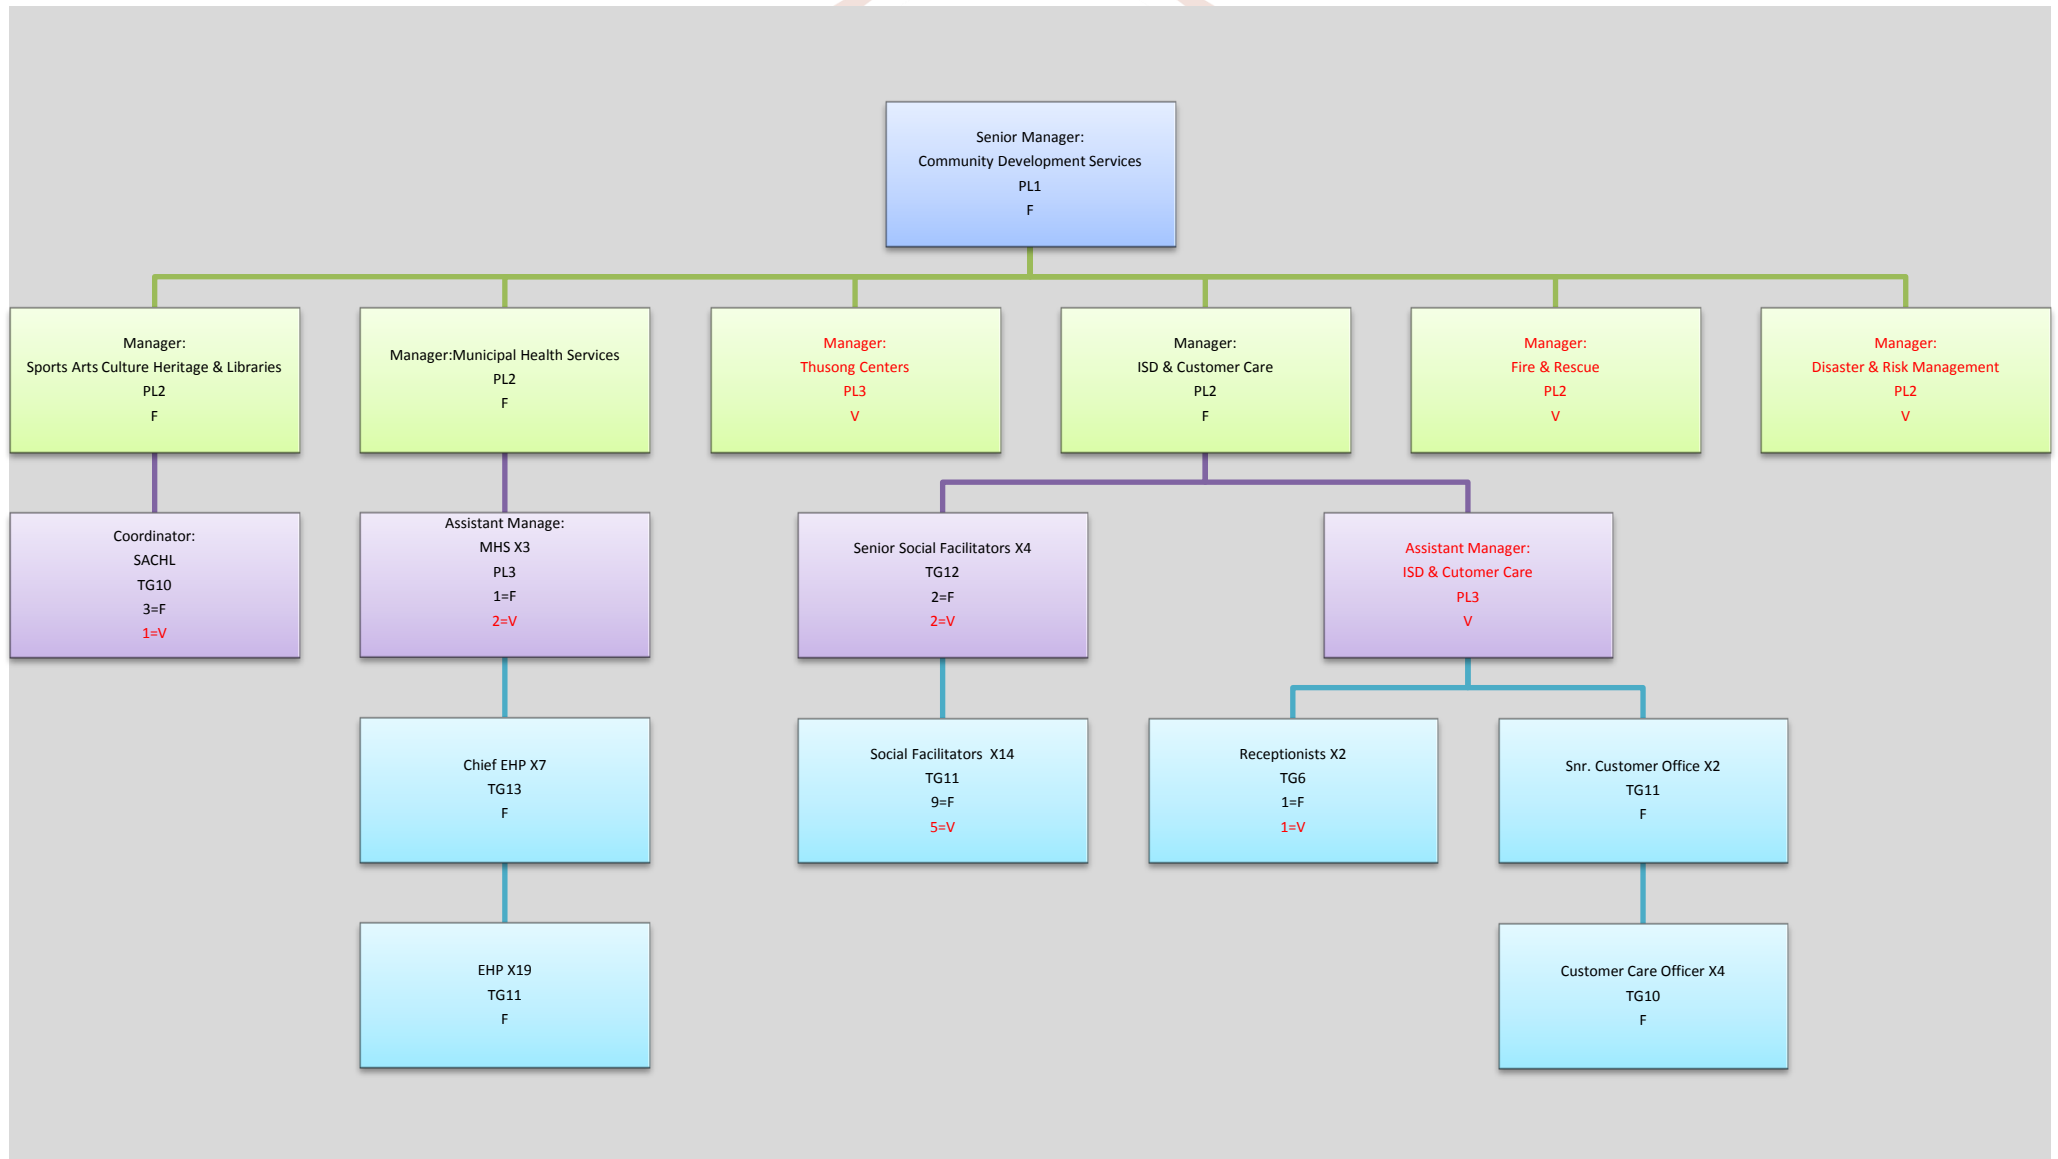 Senior Manager:
Community Development Services
PL1
F
Manager:
Sports Arts Culture Heritage & Libraries
PL2
F
Manager:Municipal Health Services
PL2
F
Manager:
Thusong Centers
PL3
V
Manager:
ISD & Customer Care
PL2
F
Manager:
Fire & Rescue
PL2
V
Manager:
Disaster & Risk Management
PL2
V
Coordinator:
SACHL
TG10
3=F
1=V
Assistant Manage:
MHS X3
PL3
1=F
2=V
Senior Social Facilitators X4
TG12
2=F
2=V
Assistant Manager:
ISD & Cutomer Care
PL3
V
Chief EHP X7
TG13
F
Social Facilitators  X14
TG11
9=F
5=V
Receptionists X2
TG6
1=F
1=V
Snr. Customer Office X2
TG11
F
EHP X19
TG11
F
Customer Care Officer X4
TG10
F